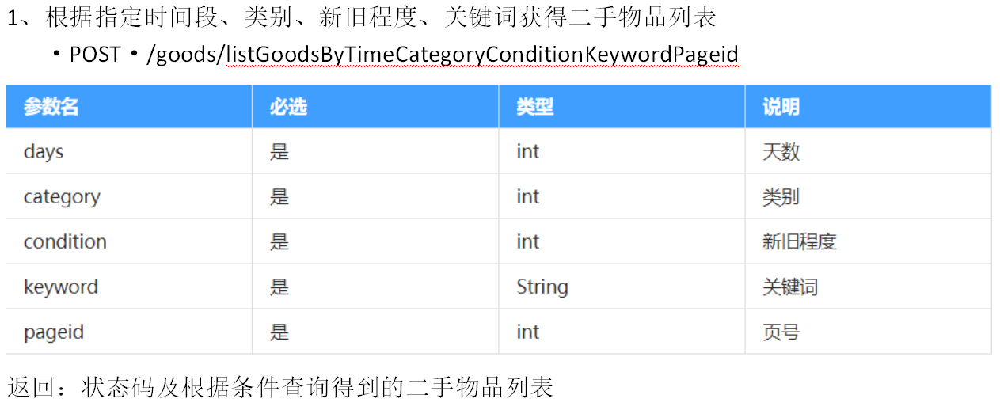 1、根据指定时间段、类别、新旧程度、关键词获得二手物品列表
•POST•/goods/listGoodsByTimeCategoryConditionKeywordPageid
参数名 必选 类型 说明
days 是 int 天数
category 是 int 类别
condition 是 int 新旧程度
keyword 是 String 关键词
pageid 是 int 页号
返回：状态码及根据条件查询得到的二手物品列表